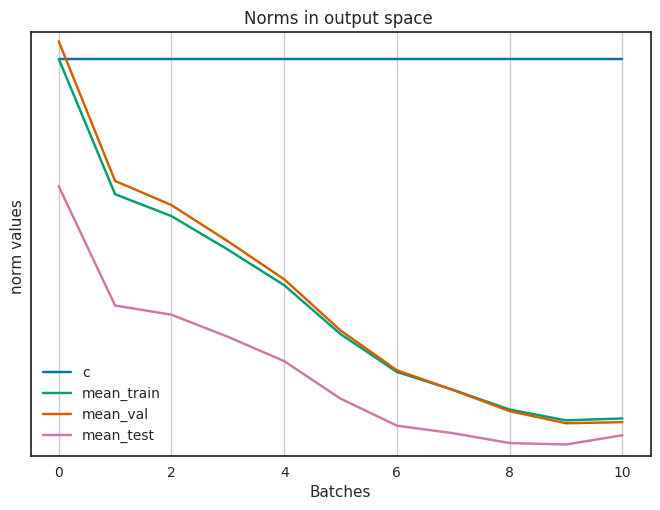 Norms in output space
norm values
c
mean_train
mean_val
mean_test
0 2 4 6 8 10
Batches